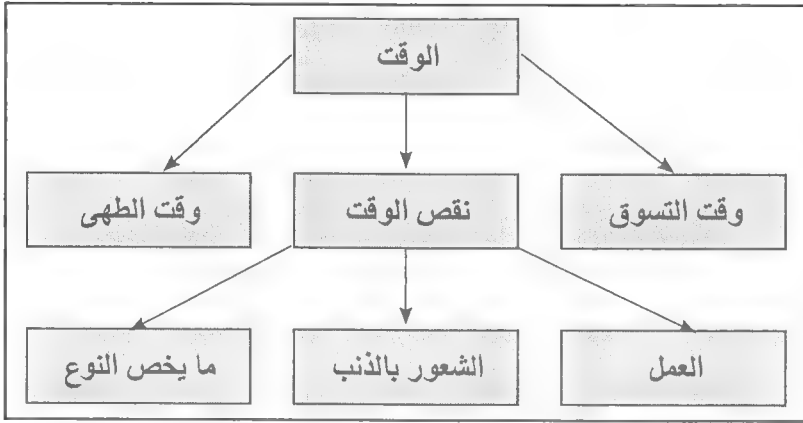 الوقت
وقت التسوق
نقص الوقت
وقت الطهى
العمل
الشعور بالذنب
ما يخص النوع